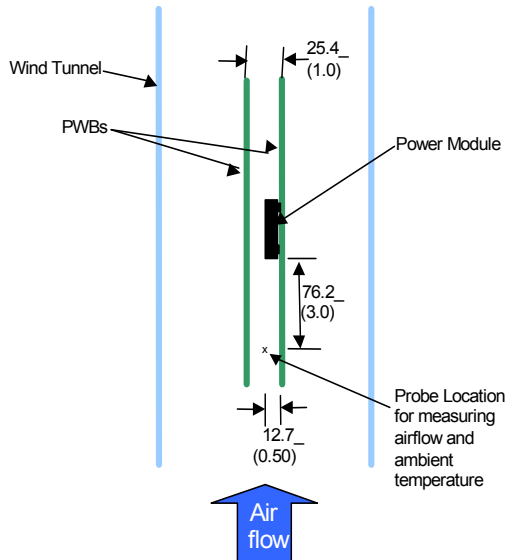 25.4_
(1.0)
Wind Tunnel
PWBs
Power Module
76.2_
(3.0)
x
Probe Location
for measuring
airflow and
ambient
temperature
12.7_
(0.50)
Air
flow